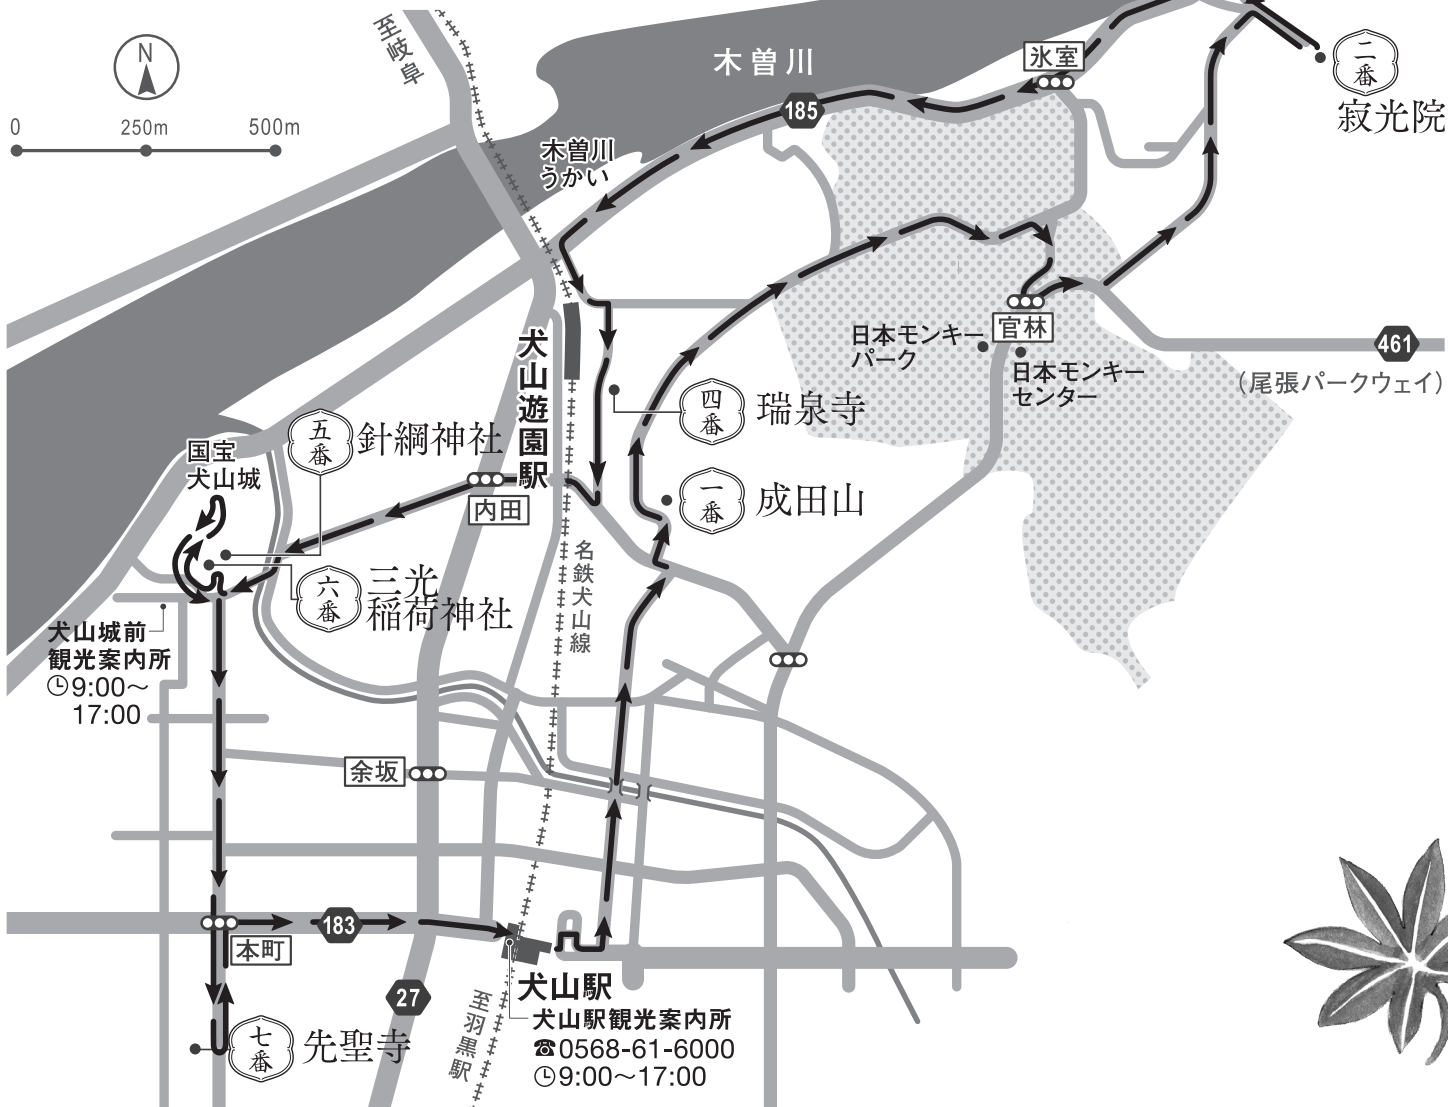 N
0 250m 500m
至岐阜
木曽川
氷室
二番
寂光院
185
木曽川
うかい
犬山遊園駅
官林
日本モンキー
パーク
日本モンキー
センター
461
(尾張パークウェイ)
四番
瑞泉寺
国宝
犬山城
五番
針綱神社
内田
一番
成田山
六番
三光
稲荷神社
名鉄犬山線
犬山城前
観光案内所
9:00～
17:00
余坂
183
本町
27
犬山駅
犬山駅観光案内所
☎0568-61-6000
9:00～17:00
至羽黒駅
七番
先聖寺